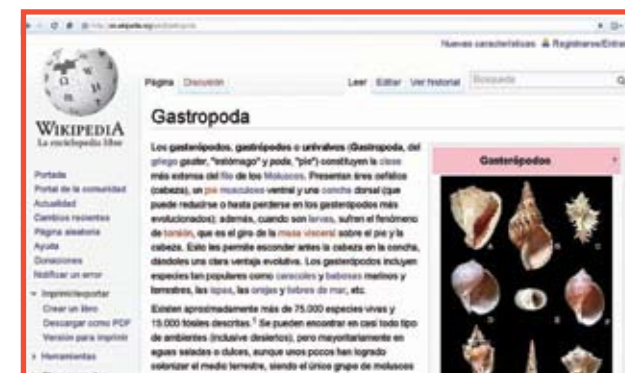 Nuevas características Registrarse/Entrar
Página Discusión Leer Editar Ver historial Búsqueda
WIKIPEDIA
La enciclopedia libre
Portada
Portal de la comunidad
Actualidad
Cambios recientes
Página aleatoria
Ayuda
Donaciones
Notificar un error
Imprimir/exportar
Crear un libro
Descargar como PDF
Versión para imprimir
Herramientas
Gastropoda
Los gasterópodos, gastrópodos o univalvos (Gastropoda, del
griego gaster, "estómago" y poda, "pie") constituyen la clase
más extensa del filo de los Moluscos. Presentan área cefálica
(cabeza), un pie musculoso ventral y una concha dorsal (que
puede reducirse o hasta perderse en los gasterópodos más
evolucionados); además, cuando son larvas, sufren el fenómeno
de torsión, que es el giro de la masa visceral sobre el pie y la
cabeza. Esto les permite esconder antes la cabeza en la concha,
dándoles una clara ventaja evolutiva. Los gasterópodos incluyen
especies tan populares como caracoles y babosas marinos y
terrestres, las lapas, las orejas y liebres de mar, etc.
Existen aproximadamente más de 75.000 especies vivas y
15.000 fósiles descritas.1 Se pueden encontrar en casi todo tipo
de ambientes (inclusive desiertos), pero mayoritariamente en
aguas saladas o dulces, aunque unos pocos han logrado
colonizar el medio terrestre, siendo el único grupo de moluscos
Gasterópodos
A B C